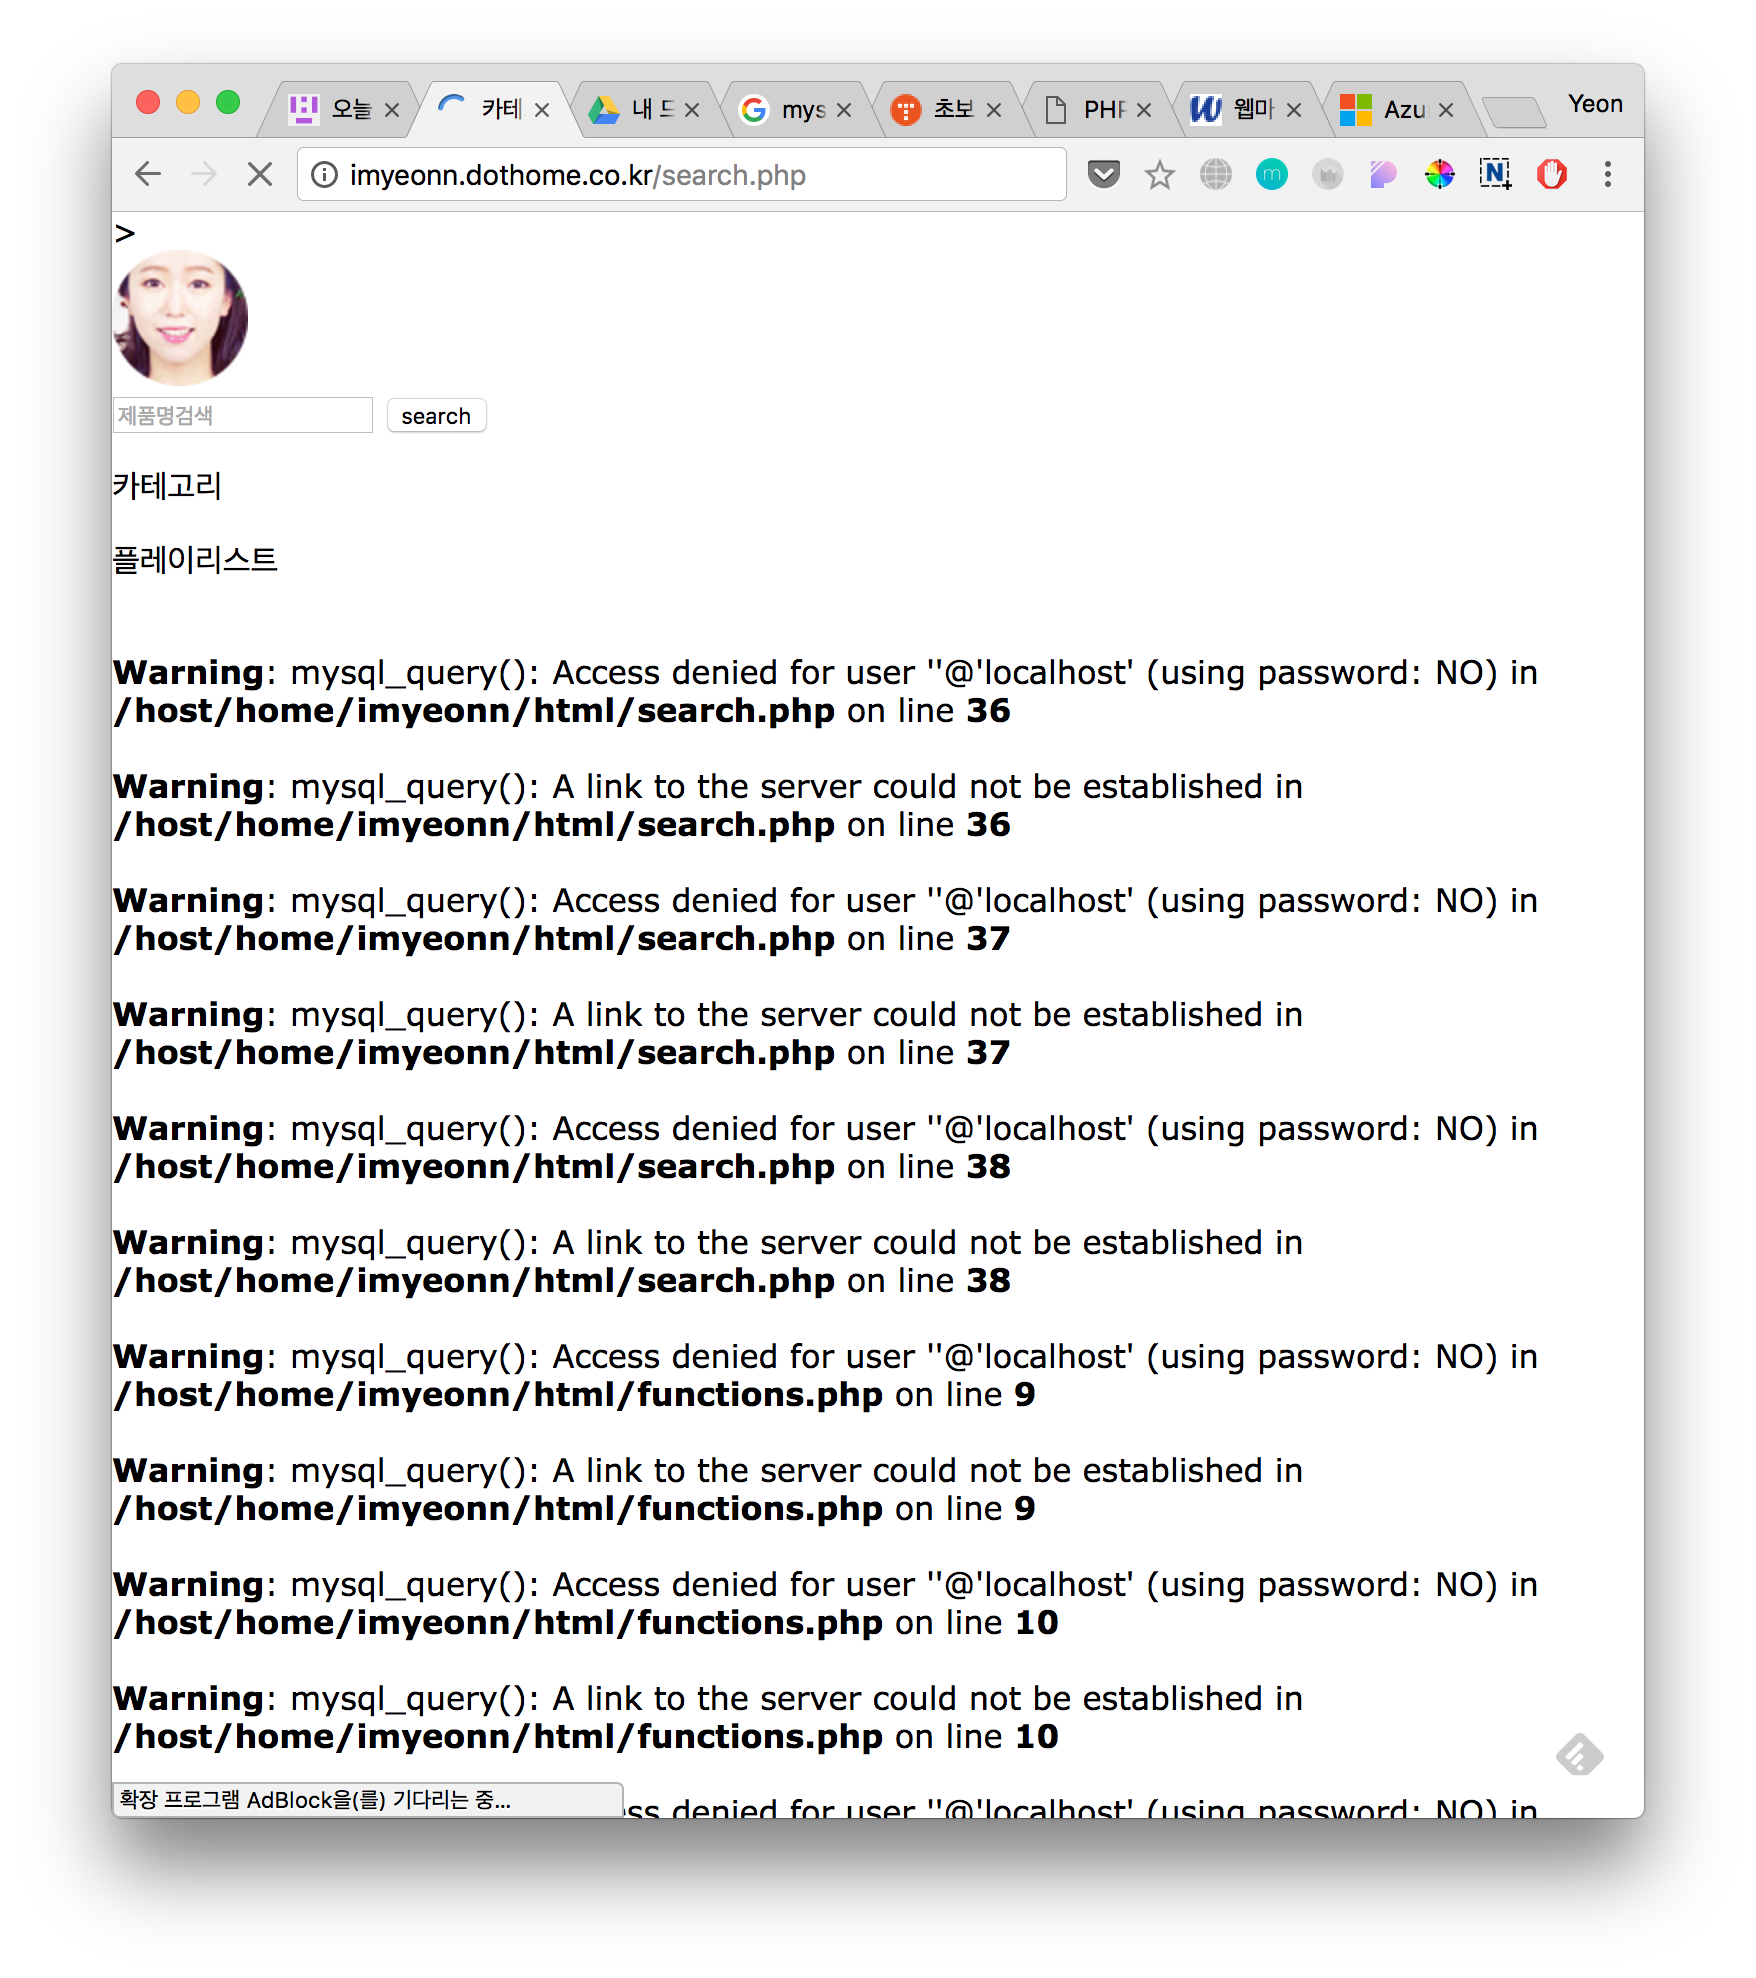 오늘
카테
내 드
mys
초보
PHP
웹마
Azu
Yeon
imyeonn.dothome.co.kr/search.php
>
제품명검색 search
카테고리
플레이리스트
Warning: mysql_query(): Access denied for user ''@'localhost' (using password: NO) in
/host/home/imyeonn/html/search.php on line 36
Warning: mysql_query(): A link to the server could not be established in
/host/home/imyeonn/html/search.php on line 36
Warning: mysql_query(): Access denied for user ''@'localhost' (using password: NO) in
/host/home/imyeonn/html/search.php on line 37
Warning: mysql_query(): A link to the server could not be established in
/host/home/imyeonn/html/search.php on line 37
Warning: mysql_query(): Access denied for user ''@'localhost' (using password: NO) in
/host/home/imyeonn/html/search.php on line 38
Warning: mysql_query(): A link to the server could not be established in
/host/home/imyeonn/html/search.php on line 38
Warning: mysql_query(): Access denied for user ''@'localhost' (using password: NO) in
/host/home/imyeonn/html/functions.php on line 9
Warning: mysql_query(): A link to the server could not be established in
/host/home/imyeonn/html/functions.php on line 9
Warning: mysql_query(): Access denied for user ''@'localhost' (using password: NO) in
/host/home/imyeonn/html/functions.php on line 10
Warning: mysql_query(): A link to the server could not be established in
/host/home/imyeonn/html/functions.php on line 10
확장 프로그램 AdBlock을(를) 기다리는 중...
ss denied for user ''@'localhost' (using password: NO) in